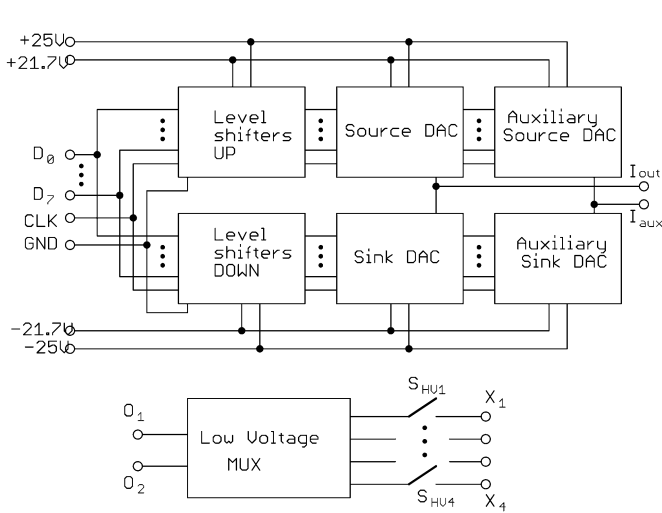 +25V
+21.7V
Level shifters UP
Source DAC
Auxiliary Source DAC
D0
D7
CLK
GND
Iout
Iaux
Level shifters DOWN
Sink DAC
Auxiliary Sink DAC
-21.7V
-25V
SHV1
X1
O1
Low Voltage MUX
O2
SHV4
X4